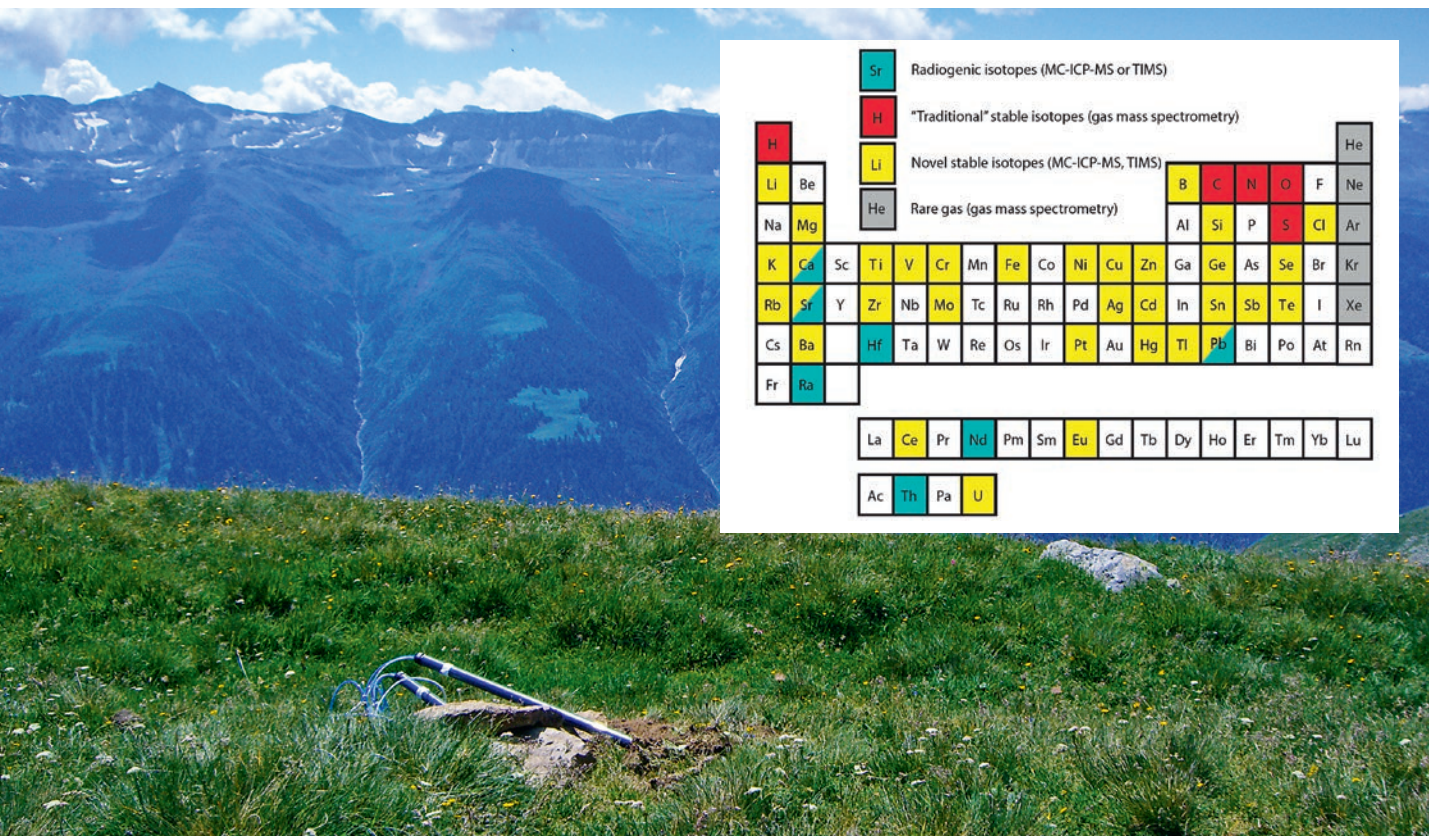 Sr Radiogenic isotopes (MC-ICP-MS or TIMS)
H "Traditional" stable isotopes (gas mass spectrometry)
Li Novel stable isotopes (MC-ICP-MS, TIMS)
He Rare gas (gas mass spectrometry)
H He
Li Be B C N O F Ne
Na Mg Al Si P S Cl Ar
K Ca Sc Ti V Cr Mn Fe Co Ni Cu Zn Ga Ge As Se Br Kr
Rb Sr Y Zr Nb Mo Tc Ru Rh Pd Ag Cd In Sn Sb Te I Xe
Cs Ba Hf Ta W Re Os Ir Pt Au Hg Tl Pb Bi Po At Rn
Fr Ra
La Ce Pr Nd Pm Sm Eu Gd Tb Dy Ho Er Tm Yb Lu
Ac Th Pa U